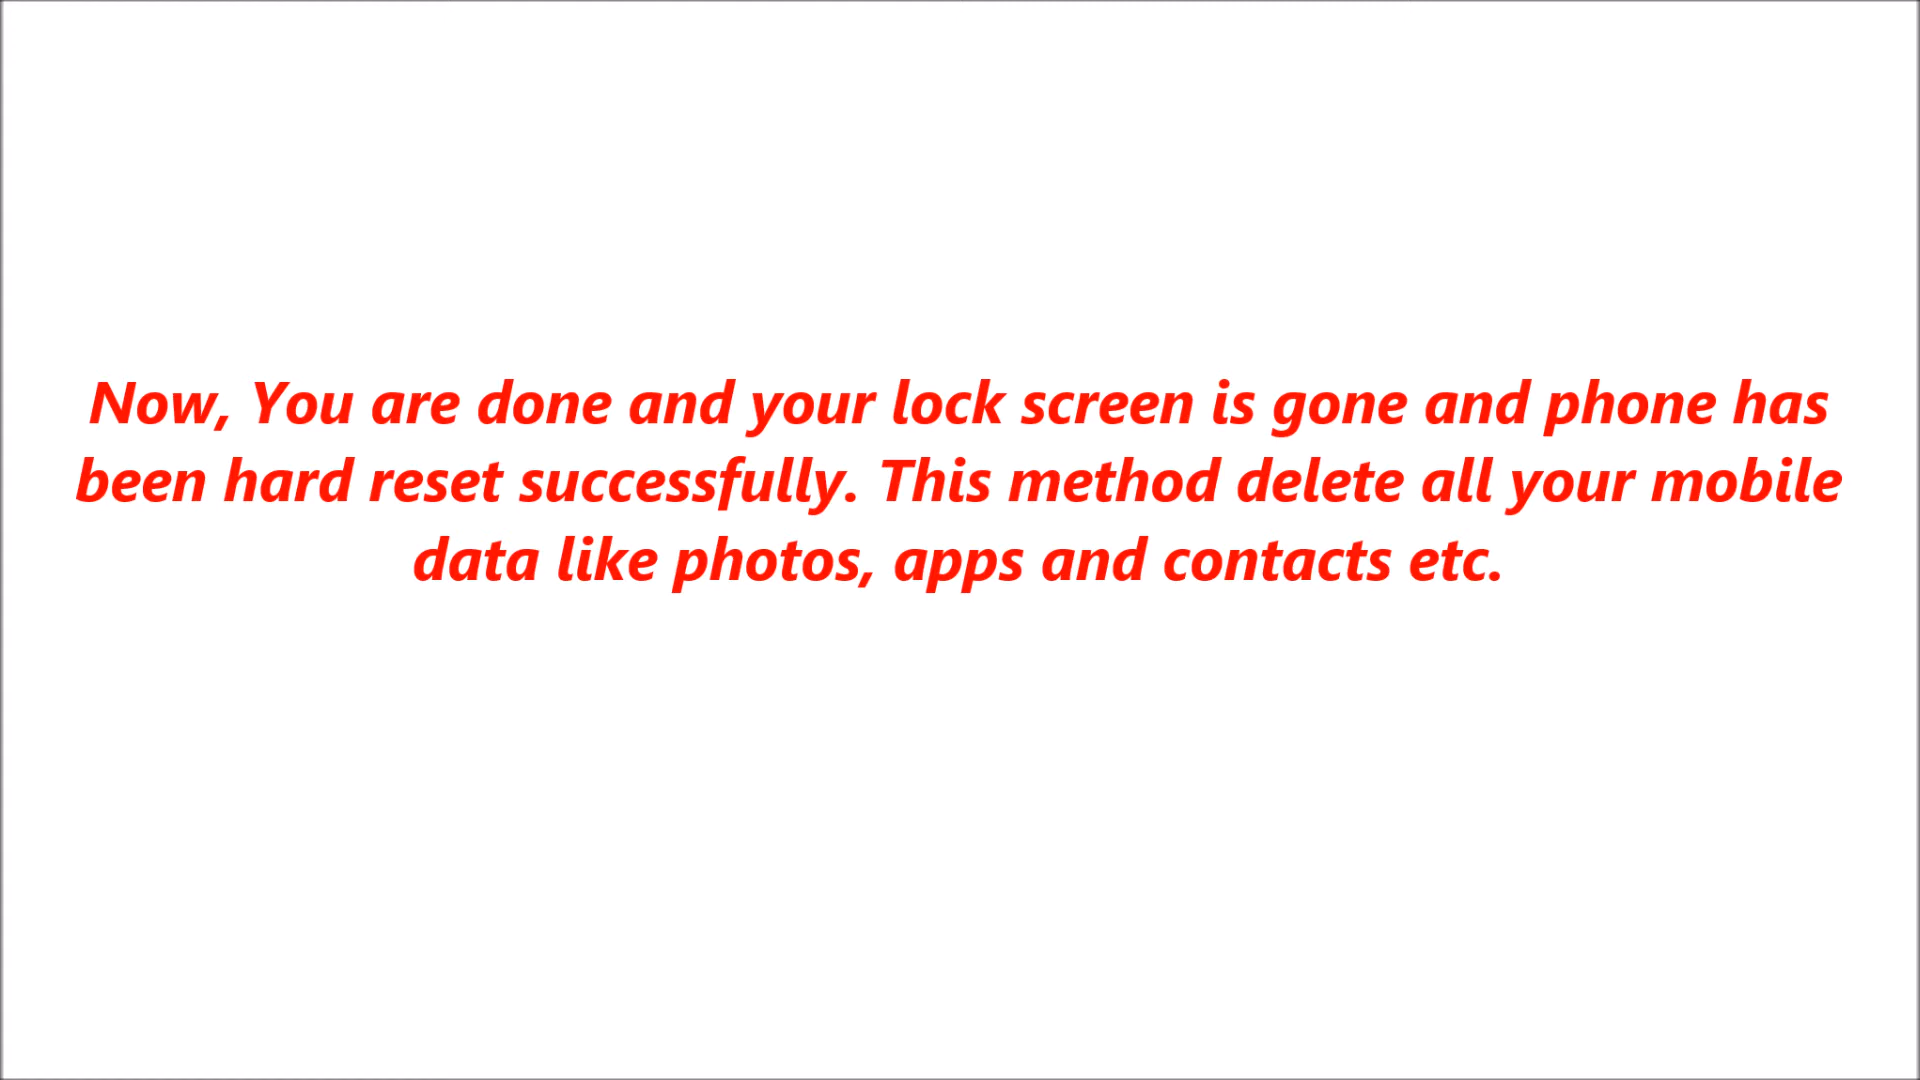 Now, You are done and your lock screen is gone and phone has
been hard reset successfully. This method delete all your mobile
data like photos, apps and contacts etc.